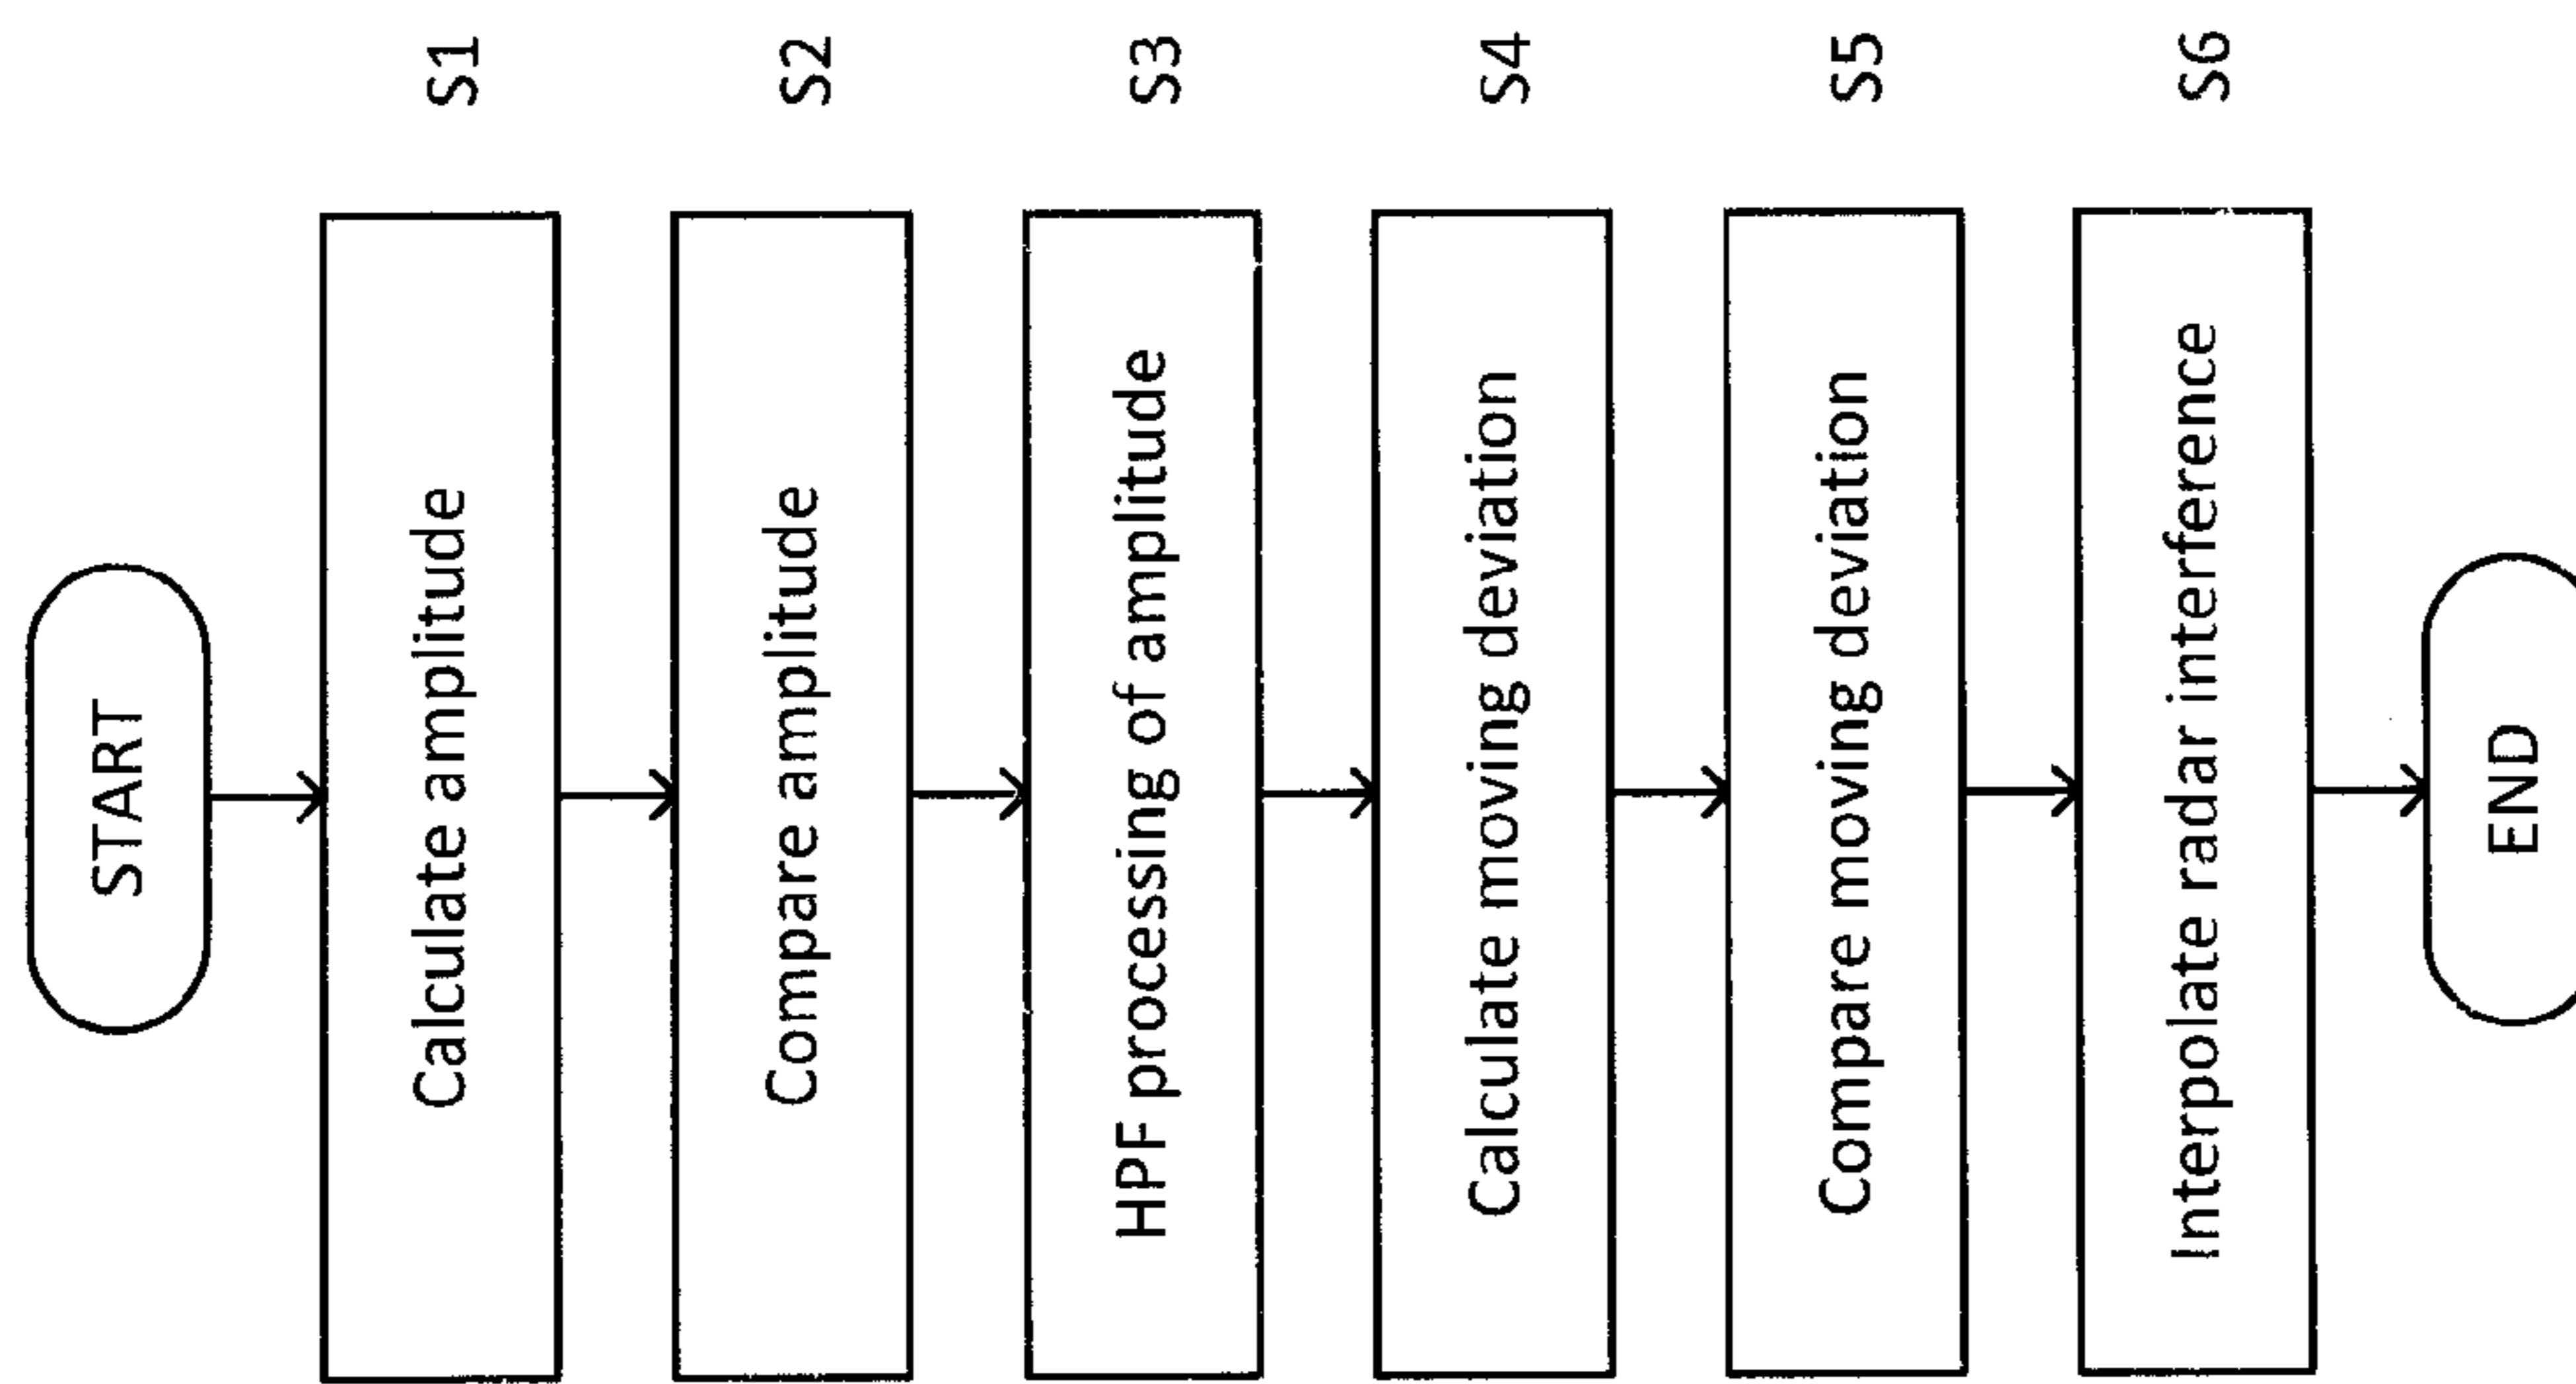 START
Calculate amplitude S1
Compare amplitude S2
HPF processing of amplitude S3
Calculate moving deviation S4
Compare moving deviation S5
Interpolate radar interference S6
END